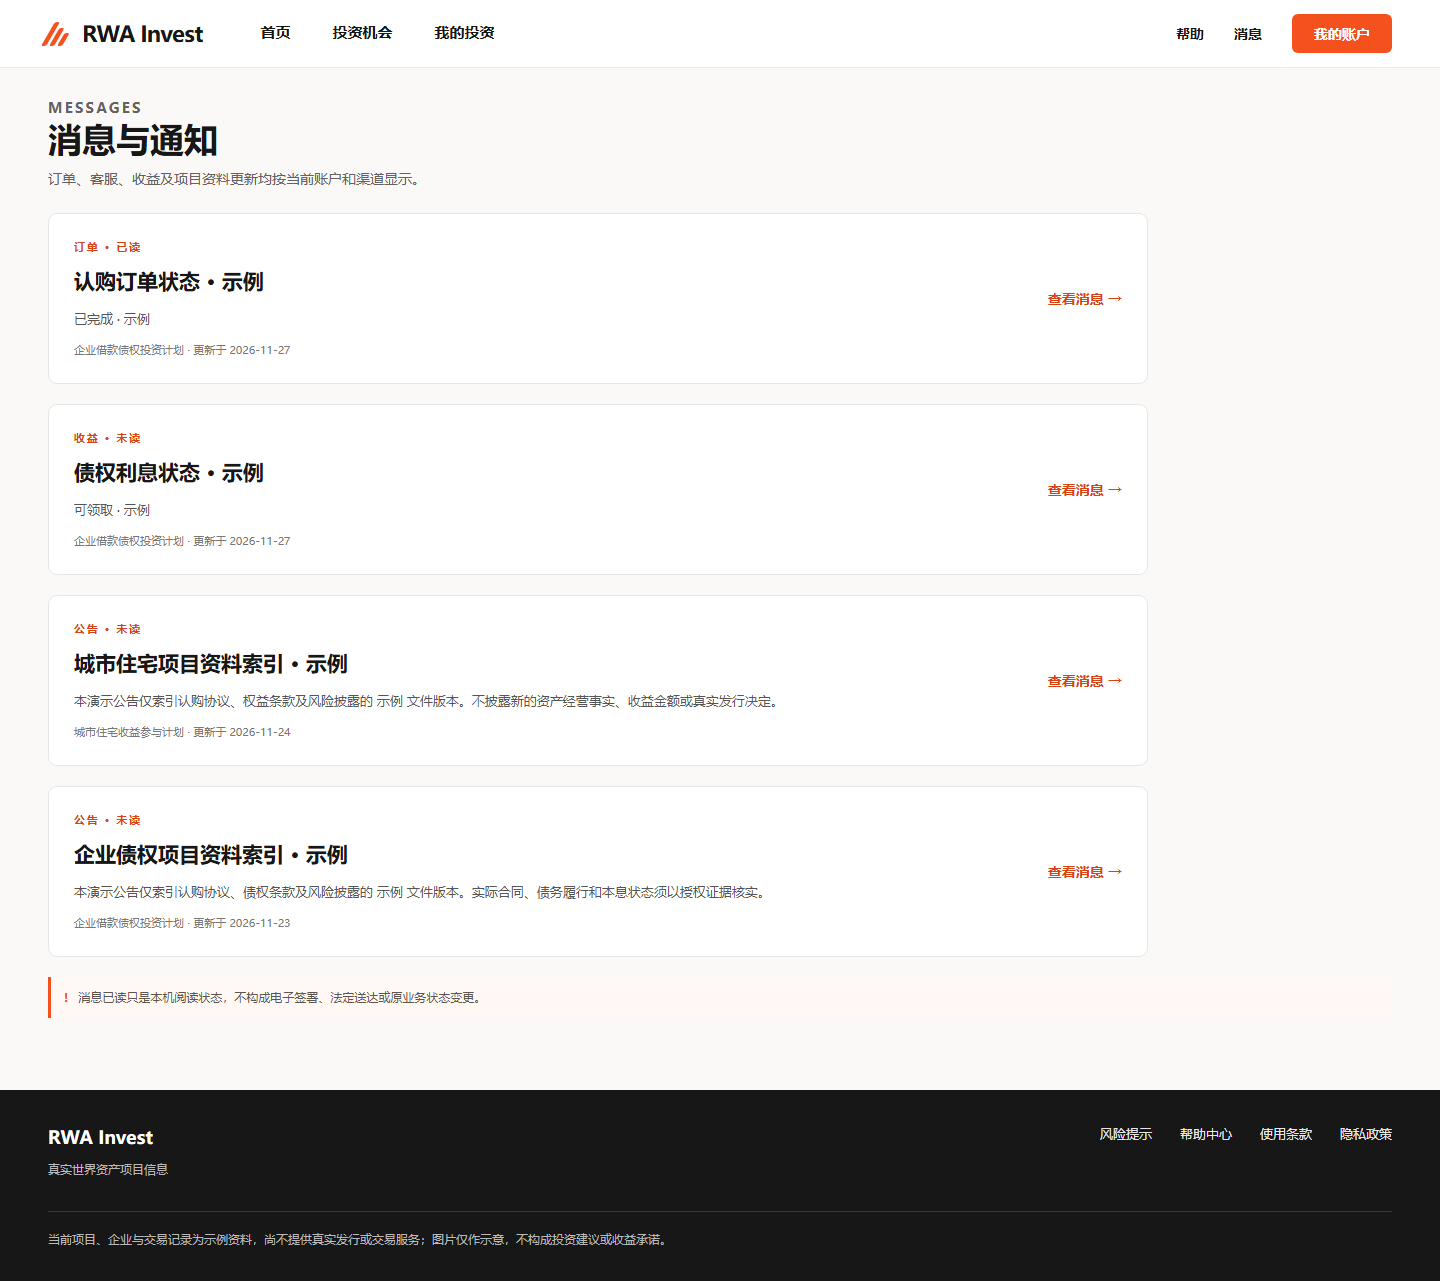 RWA Invest 首页 投资机会 我的投资 帮助 消息 我的账户
MESSAGES
消息与通知
订单、客服、收益及项目资料更新均按当前账户和渠道显示。
订单 • 已读
认购订单状态 • 示例
已完成 · 示例
企业借款债权投资计划 · 更新于 2026-11-27
查看消息 →
收益 • 未读
债权利息状态 • 示例
可领取 · 示例
企业借款债权投资计划 · 更新于 2026-11-27
查看消息 →
公告 • 未读
城市住宅项目资料索引 • 示例
本演示公告仅索引认购协议、权益条款及风险披露的 示例 文件版本。不披露新的资产经营事实、收益金额或真实发行决定。
城市住宅收益参与计划 · 更新于 2026-11-24
查看消息 →
公告 • 未读
企业债权项目资料索引 • 示例
本演示公告仅索引认购协议、债权条款及风险披露的 示例 文件版本。实际合同、债务履行和本息状态须以授权证据核实。
企业借款债权投资计划 · 更新于 2026-11-23
查看消息 →
! 消息已读只是本机阅读状态，不构成电子签署、法定送达或原业务状态变更。
RWA Invest
真实世界资产项目信息
风险提示 帮助中心 使用条款 隐私政策
当前项目、企业与交易记录为示例资料，尚不提供真实发行或交易服务；图片仅作示意，不构成投资建议或收益承诺。